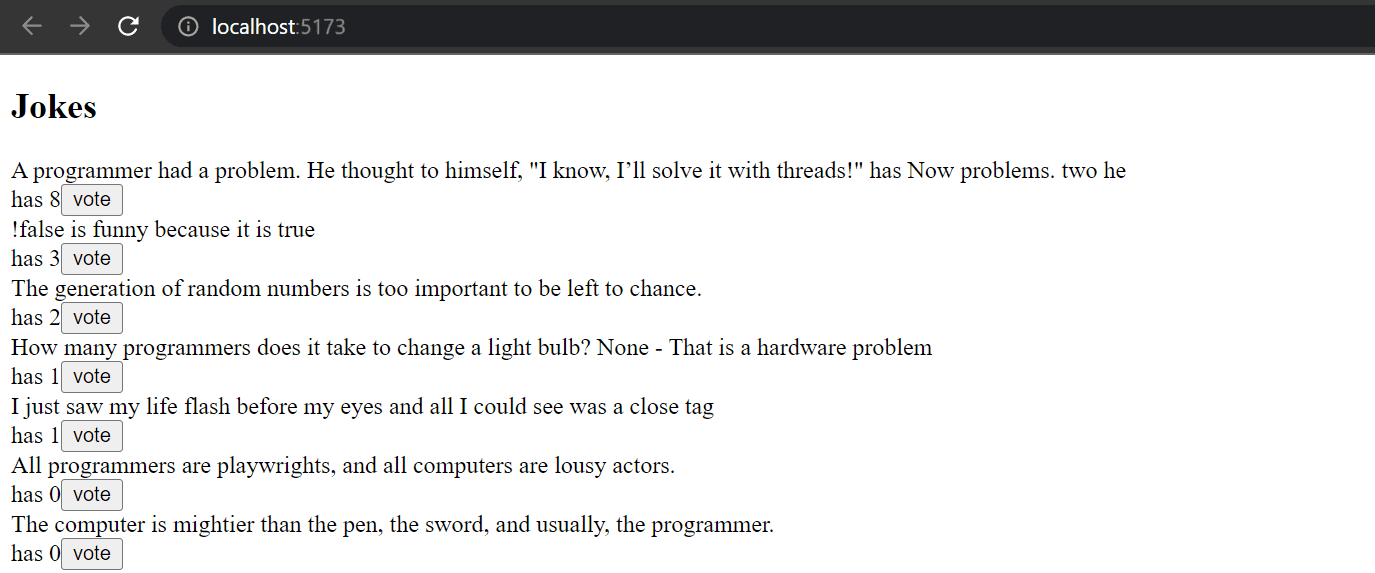 localhost:5173
Jokes
A programmer had a problem. He thought to himself, "I know, I’ll solve it with threads!" has Now problems. two he
has 8 vote
!false is funny because it is true
has 3 vote
The generation of random numbers is too important to be left to chance.
has 2 vote
How many programmers does it take to change a light bulb? None - That is a hardware problem
has 1 vote
I just saw my life flash before my eyes and all I could see was a close tag
has 1 vote
All programmers are playwrights, and all computers are lousy actors.
has 0 vote
The computer is mightier than the pen, the sword, and usually, the programmer.
has 0 vote